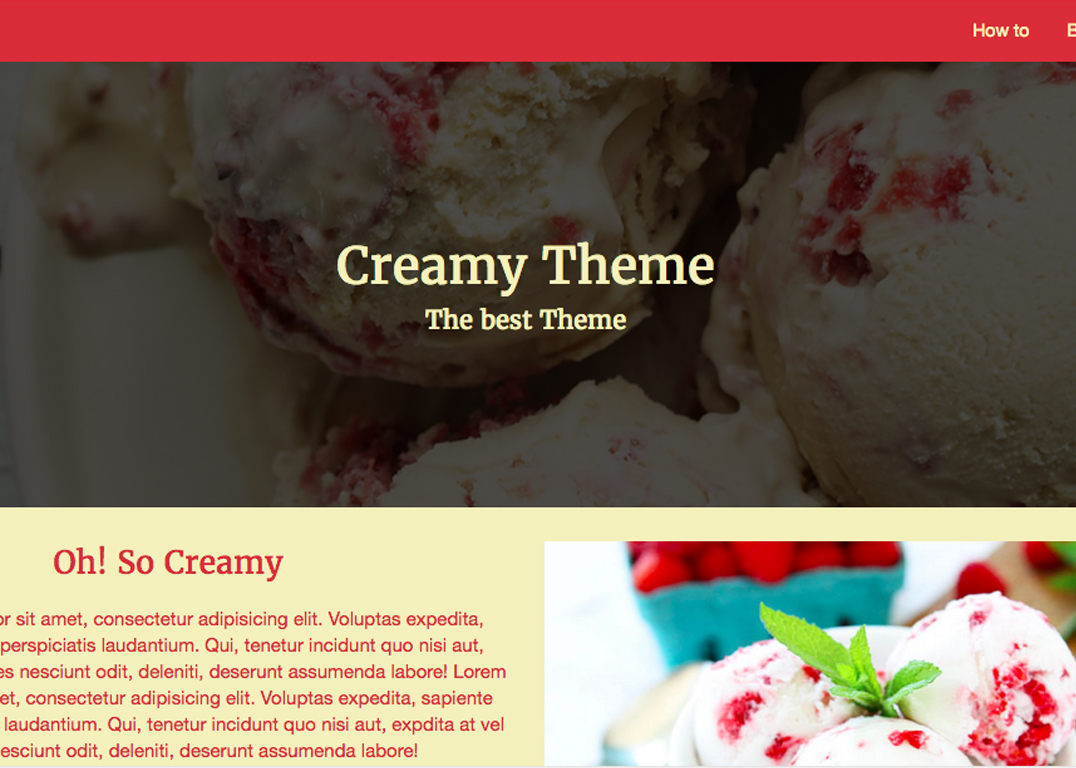 How to
Creamy Theme
The best Theme
Oh! So Creamy
or sit amet, consectetur adipisicing elit. Voluptas expedita,
perspiciatis laudantium. Qui, tenetur incidunt quo nisi aut,
es nesciunt odit, deleniti, deserunt assumenda labore! Lorem
et, consectetur adipisicing elit. Voluptas expedita, sapiente
laudantium. Qui, tenetur incidunt quo nisi aut, expdita at vel
esciunt odit, deleniti, deserunt assumenda labore!